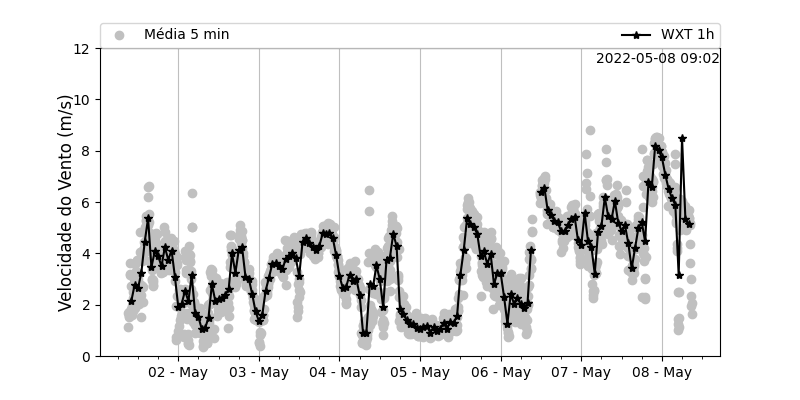 Média 5 min
WXT 1h
2022-05-08 09:02
Velocidade do Vento (m/s)
12
10
8
6
4
2
0
02 - May
03 - May
04 - May
05 - May
06 - May
07 - May
08 - May